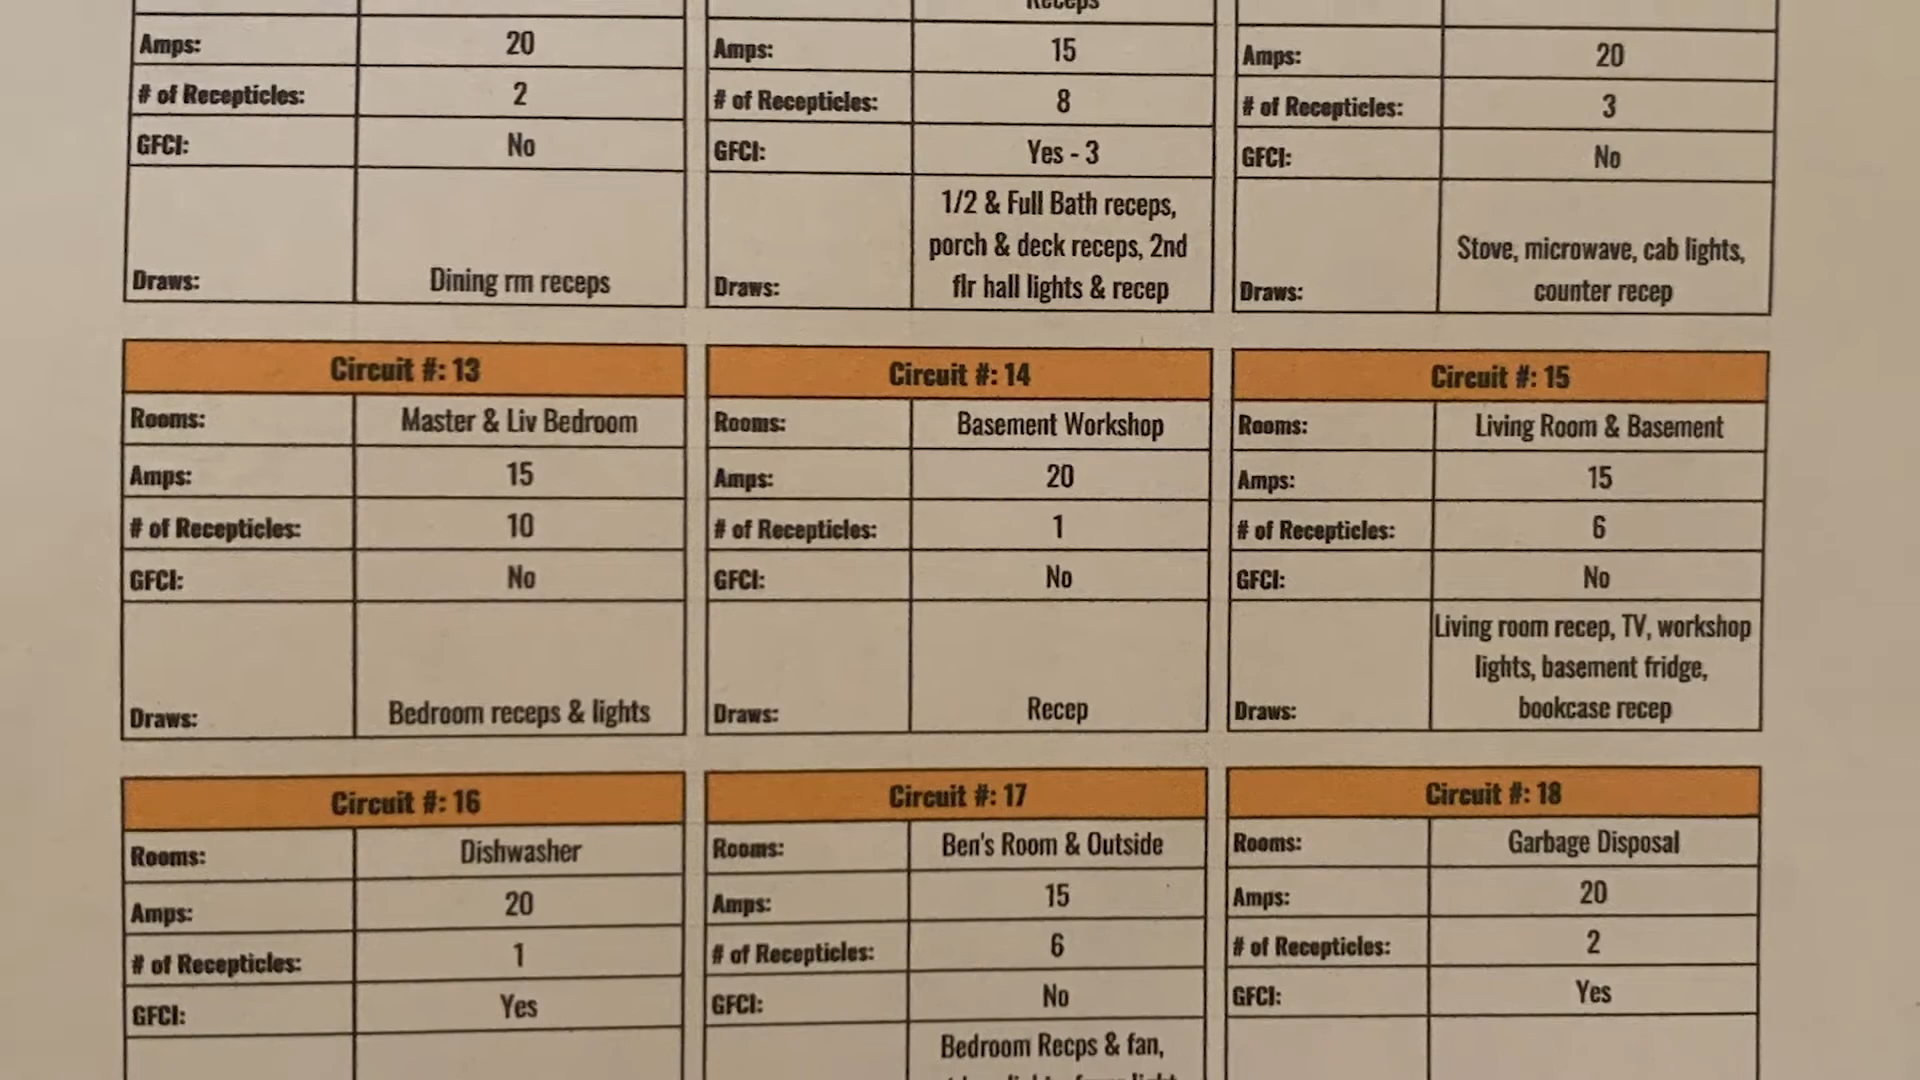 Receps
Amps: 20
# of Recepticles: 2
GFCI: No
Draws: Dining rm receps
Amps: 15
# of Recepticles: 8
GFCI: Yes - 3
1/2 & Full Bath receps,
porch & deck receps, 2nd
Draws: flr hall lights & recep
Amps: 20
# of Recepticles: 3
GFCI: No
Stove, microwave, cab lights,
Draws: counter recep
Circuit #: 13
Rooms: Master & Liv Bedroom
Amps: 15
# of Recepticles: 10
GFCI: No
Draws: Bedroom receps & lights
Circuit #: 14
Rooms: Basement Workshop
Amps: 20
# of Recepticles: 1
GFCI: No
Draws: Recep
Circuit #: 15
Rooms: Living Room & Basement
Amps: 15
# of Recepticles: 6
GFCI: No
Living room recep, TV, workshop
lights, basement fridge,
Draws: bookcase recep
Circuit #: 16
Rooms: Dishwasher
Amps: 20
# of Recepticles: 1
GFCI: Yes
Circuit #: 17
Rooms: Ben's Room & Outside
Amps: 15
# of Recepticles: 6
GFCI: No
Bedroom Recps & fan,
Circuit #: 18
Rooms: Garbage Disposal
Amps: 20
# of Recepticles: 2
GFCI: Yes